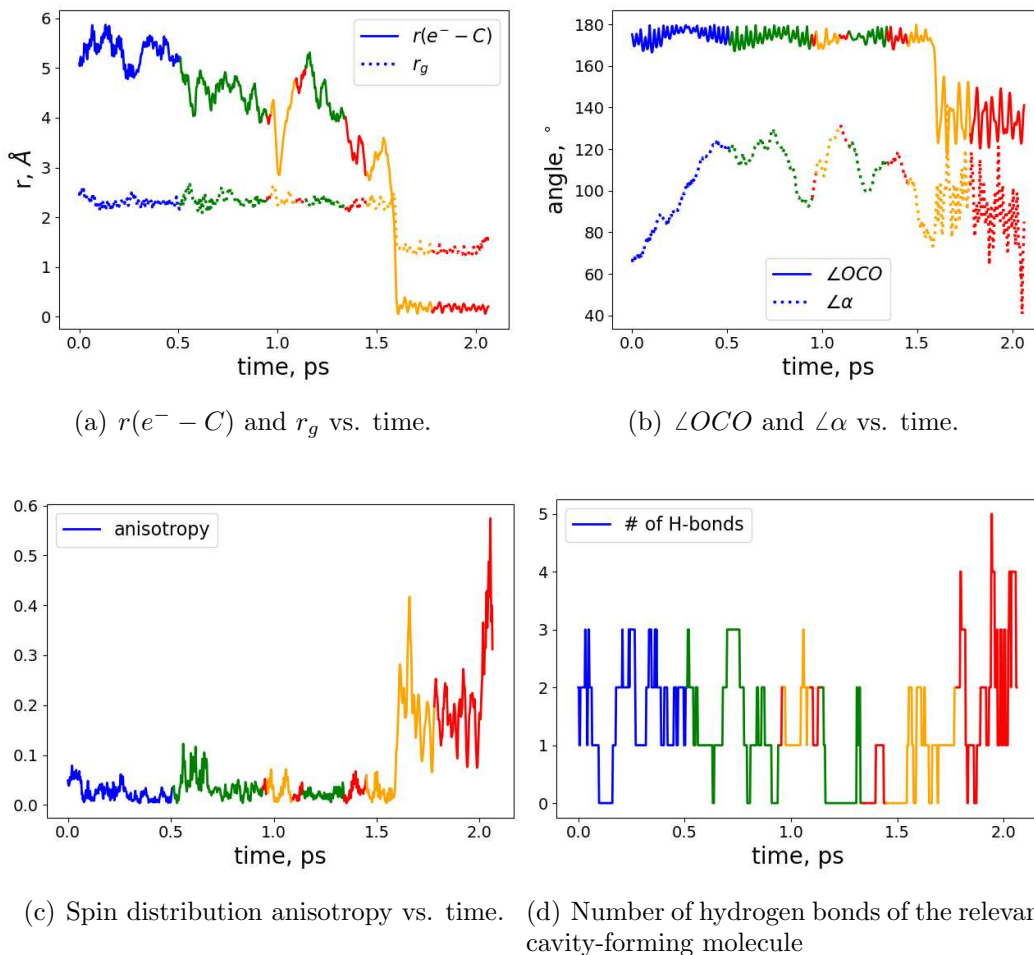 6
5
4
3
2
1
0
r, Å
r(e⁻ − C)
r_g
0.0 0.5 1.0 1.5 2.0
time, ps
180
160
140
120
100
80
60
40
angle, °
∠OCO
∠α
0.0 0.5 1.0 1.5 2.0
time, ps
(a) r(e⁻ − C) and r_g vs. time.
(b) ∠OCO and ∠α vs. time.
0.6
0.5
0.4
0.3
0.2
0.1
0.0
anisotropy
0.0 0.5 1.0 1.5 2.0
time, ps
5
4
3
2
1
0
# of H-bonds
0.0 0.5 1.0 1.5 2.0
time, ps
(c) Spin distribution anisotropy vs. time.
(d) Number of hydrogen bonds of the relevan
cavity-forming molecule